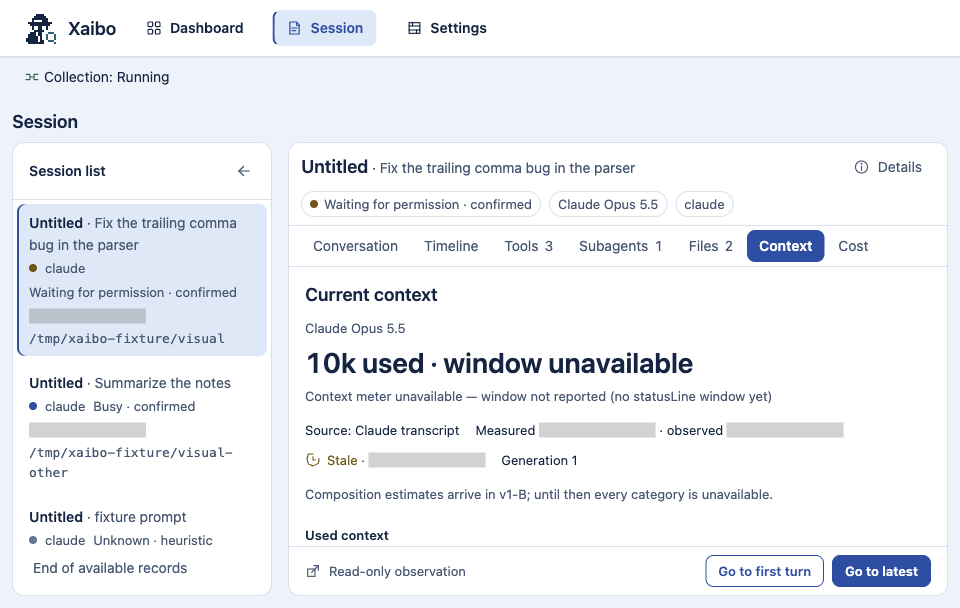 Xaibo
Dashboard
Session
Settings
Collection: Running
Session
Session list
Untitled · Fix the trailing comma
bug in the parser
claude
Waiting for permission · confirmed
/tmp/xaibo-fixture/visual
Untitled · Summarize the notes
claude Busy · confirmed
/tmp/xaibo-fixture/visual-
other
Untitled · fixture prompt
claude Unknown · heuristic
End of available records
Untitled · Fix the trailing comma bug in the parser
Details
Waiting for permission · confirmed
Claude Opus 5.5
claude
Conversation
Timeline
Tools 3
Subagents 1
Files 2
Context
Cost
Current context
Claude Opus 5.5
10k used · window unavailable
Context meter unavailable — window not reported (no statusLine window yet)
Source: Claude transcript Measured · observed
Stale · Generation 1
Composition estimates arrive in v1-B; until then every category is unavailable.
Used context
Read-only observation
Go to first turn
Go to latest